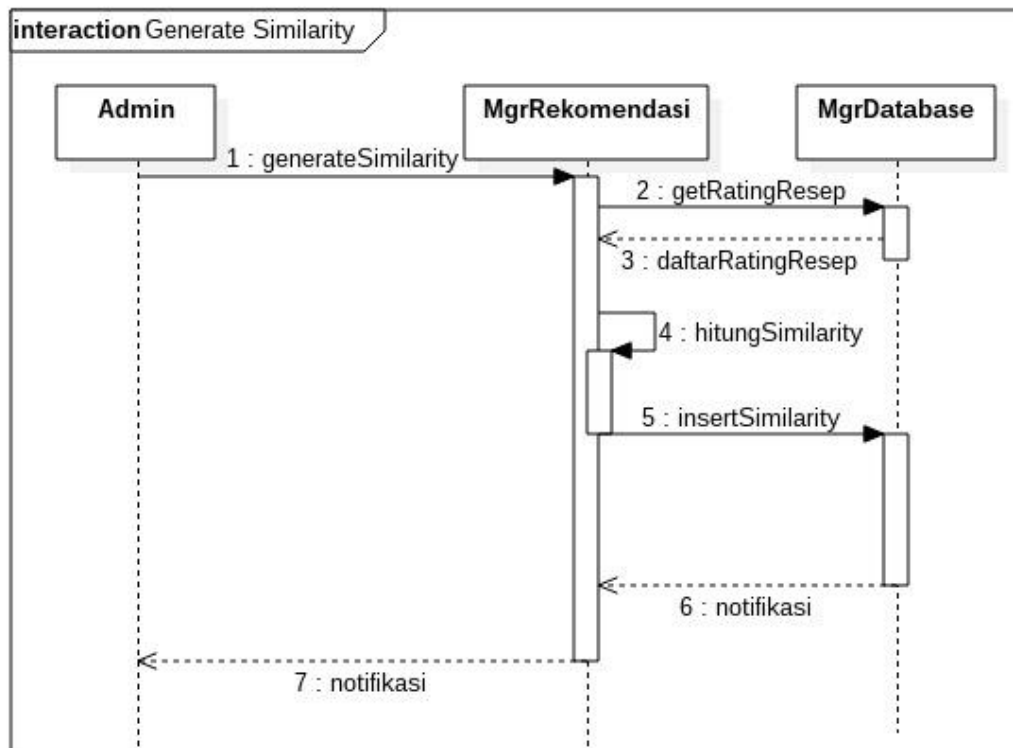 interaction Generate Similarity
Admin
MgrRekomendasi
MgrDatabase
1 : generateSimilarity
2 : getRatingResep
3 : daftarRatingResep
4 : hitungSimilarity
5 : insertSimilarity
6 : notifikasi
7 : notifikasi